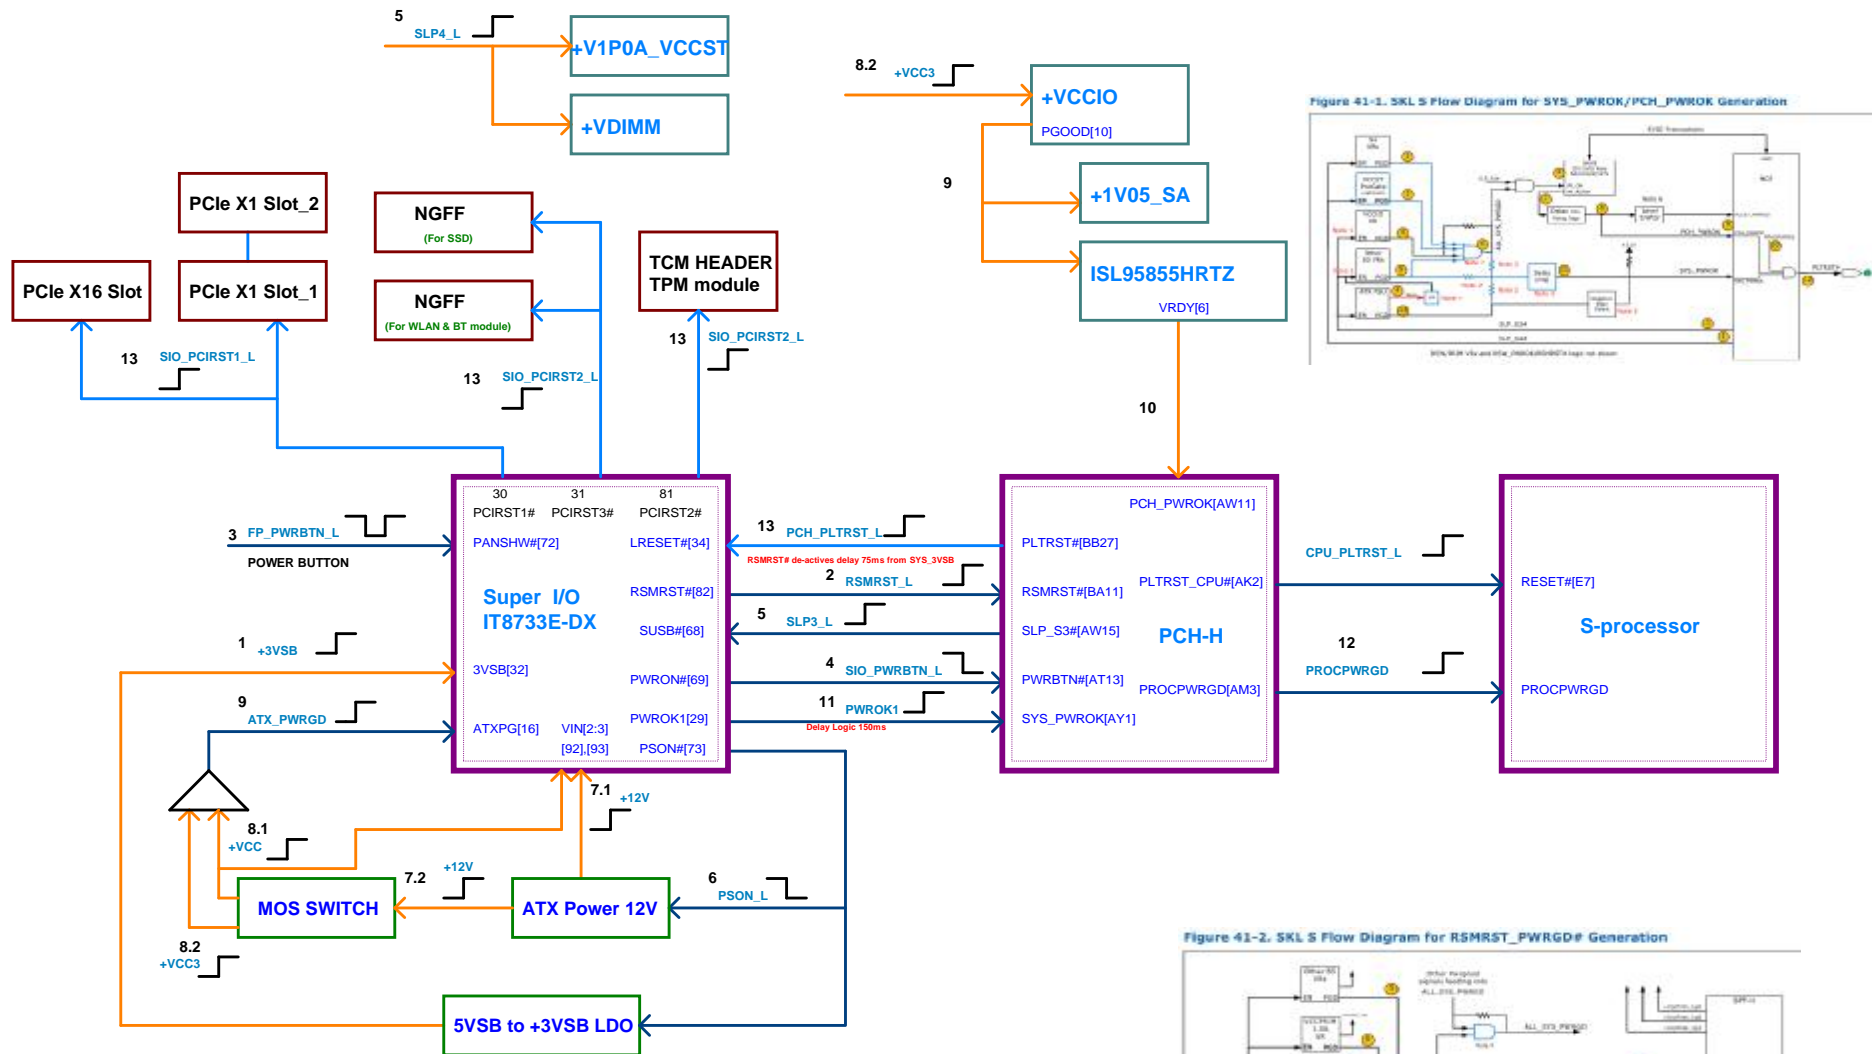 5
SLP4_L
+V1P0A_VCCST
+VDIMM
8.2
+VCC3
+VCCIO
PGOOD[10]
9
+1V05_SA
ISL95855HRTZ
VRDY[6]
10
Figure 41-1. SKL S Flow Diagram for SYS_PWROK/PCH_PWROK Generation
PCH_PWROK
SYS_PWROK
SLP_S3#
SLP_S4#
PLTRST#
PCIe X1 Slot_2
PCIe X16 Slot
PCIe X1 Slot_1
NGFF
(For SSD)
NGFF
(For WLAN & BT module)
TCM HEADER
TPM module
13
SIO_PCIRST1_L
13
SIO_PCIRST2_L
13
SIO_PCIRST2_L
30
31
81
PCIRST1#
PCIRST3#
PCIRST2#
3
FP_PWRBTN_L
POWER BUTTON
PANSHW#[72]
LRESET#[34]
Super I/O
IT8733E-DX
RSMRST#[82]
SUSB#[68]
1
+3VSB
3VSB[32]
PWRON#[69]
9
ATX_PWRGD
ATXPG[16]
VIN[2:3]
[92],[93]
PWROK1[29]
PSON#[73]
13
PCH_PLTRST_L
RSMRST# de-actives delay 75ms from SYS_3VSB
2
RSMRST_L
5
SLP3_L
4
SIO_PWRBTN_L
11
PWROK1
Delay Logic 150ms
PCH_PWROK[AW11]
PLTRST#[BB27]
PLTRST_CPU#[AK2]
RSMRST#[BA11]
SLP_S3#[AW15]
PCH-H
PWRBTN#[AT13]
PROCPWRGD[AM3]
SYS_PWROK[AY1]
CPU_PLTRST_L
12
PROCPWRGD
RESET#[E7]
S-processor
PROCPWRGD
8.1
+VCC
7.1
+12V
7.2
+12V
6
PSON_L
MOS SWITCH
ATX Power 12V
8.2
+VCC3
5VSB to +3VSB LDO
Figure 41-2. SKL S Flow Diagram for RSMRST_PWRGD# Generation
ALL_SYS_PWRGD